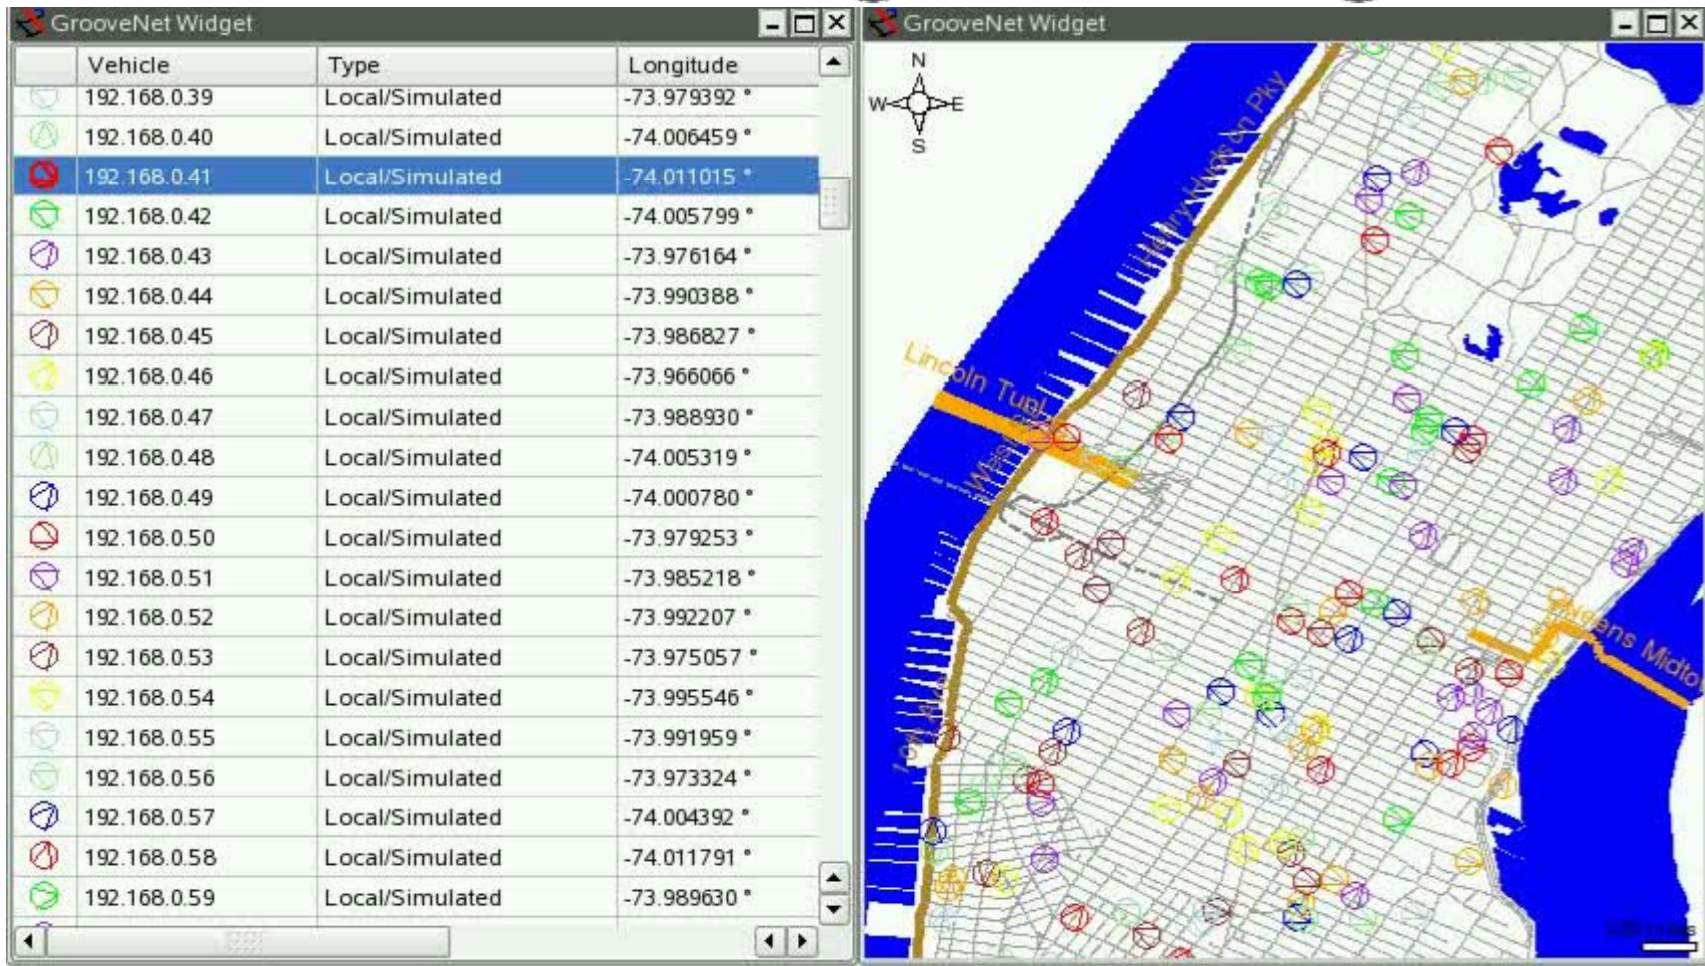 GrooveNet Widget
Vehicle Type Longitude
192.168.0.39 Local/Simulated -73.979392 °
192.168.0.40 Local/Simulated -74.006459 °
192.168.0.41 Local/Simulated -74.011015 °
192.168.0.42 Local/Simulated -74.005799 °
192.168.0.43 Local/Simulated -73.976164 °
192.168.0.44 Local/Simulated -73.990388 °
192.168.0.45 Local/Simulated -73.986827 °
192.168.0.46 Local/Simulated -73.966066 °
192.168.0.47 Local/Simulated -73.988930 °
192.168.0.48 Local/Simulated -74.005319 °
192.168.0.49 Local/Simulated -74.000780 °
192.168.0.50 Local/Simulated -73.979253 °
192.168.0.51 Local/Simulated -73.985218 °
192.168.0.52 Local/Simulated -73.992207 °
192.168.0.53 Local/Simulated -73.975057 °
192.168.0.54 Local/Simulated -73.995546 °
192.168.0.55 Local/Simulated -73.991959 °
192.168.0.56 Local/Simulated -73.973324 °
192.168.0.57 Local/Simulated -74.004392 °
192.168.0.58 Local/Simulated -74.011791 °
192.168.0.59 Local/Simulated -73.989630 °
GrooveNet Widget
N
W E
S
Henry Hudson Pky
Lincoln Tunl
Queens Midto